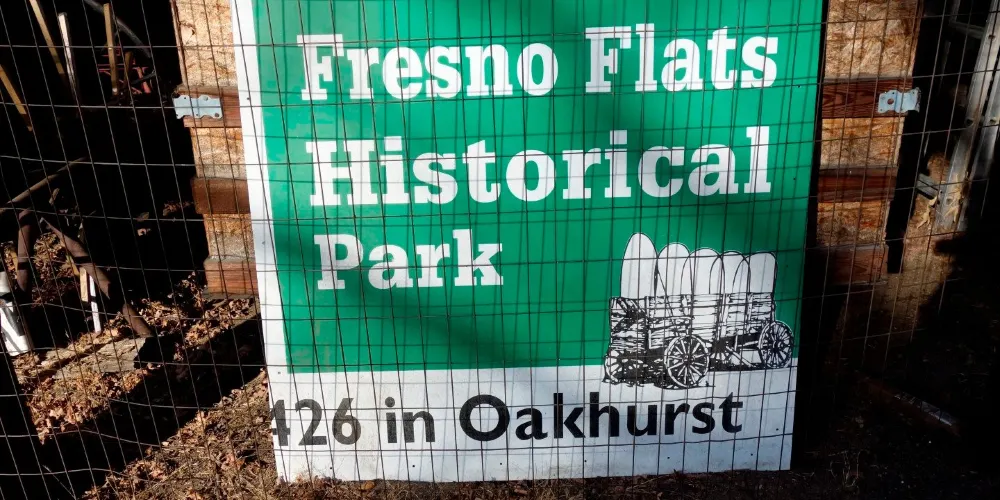 Fresno Flats
Historical
Park
426 in Oakhurst